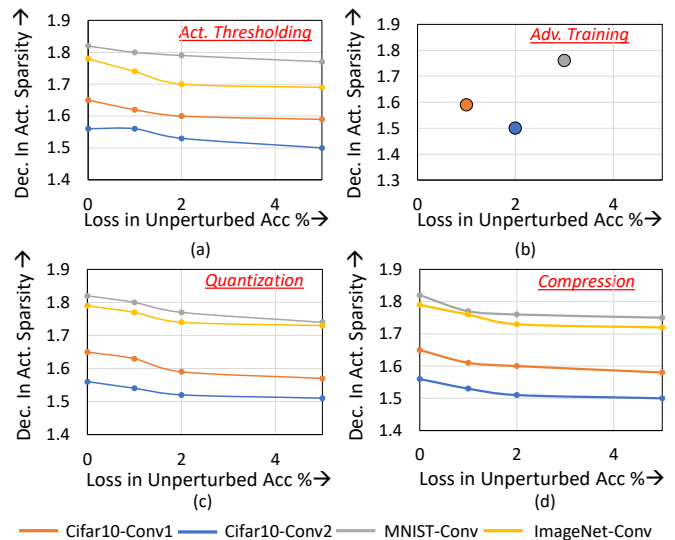 Act. Thresholding
Dec. In Act. Sparsity →
1.9
1.8
1.7
1.6
1.5
1.4
0 2 4
Loss in Unperturbed Acc %→
(a)
Adv. Training
Dec. In Act. Sparsity →
1.9
1.8
1.7
1.6
1.5
1.4
1.3
0 2 4
Loss in Unperturbed Acc %→
(b)
Quantization
Dec. In Act. Sparsity →
1.9
1.8
1.7
1.6
1.5
1.4
0 2 4
Loss in Unperturbed Acc %→
(c)
Compression
Dec. In Act. Sparsity →
1.9
1.8
1.7
1.6
1.5
1.4
0 2 4
Loss in Unperturbed Acc %→
(d)
Cifar10-Conv1 Cifar10-Conv2 MNIST-Conv ImageNet-Conv